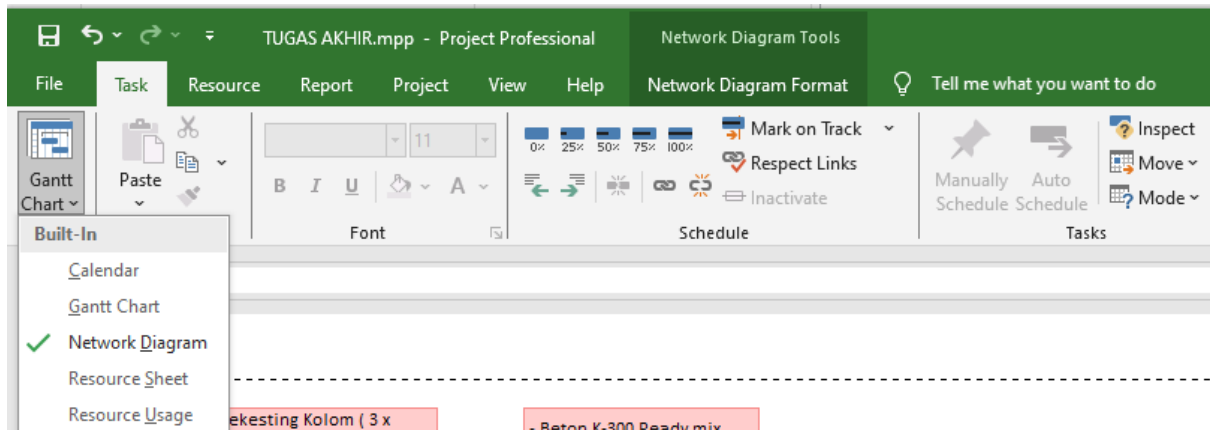 TUGAS AKHIR.mpp - Project Professional
Network Diagram Tools
File Task Resource Report Project View Help Network Diagram Format Tell me what you want to do
Gantt Chart
Paste
11
B I U A
Font
0% 25% 50% 75% 100%
Mark on Track
Respect Links
Inactivate
Schedule
Manually Schedule
Auto Schedule
Inspect
Move
Mode
Tasks
Built-In
Calendar
Gantt Chart
Network Diagram
Resource Sheet
Resource Usage
ekesting Kolom ( 3 x
- Beton K-300 Ready mix